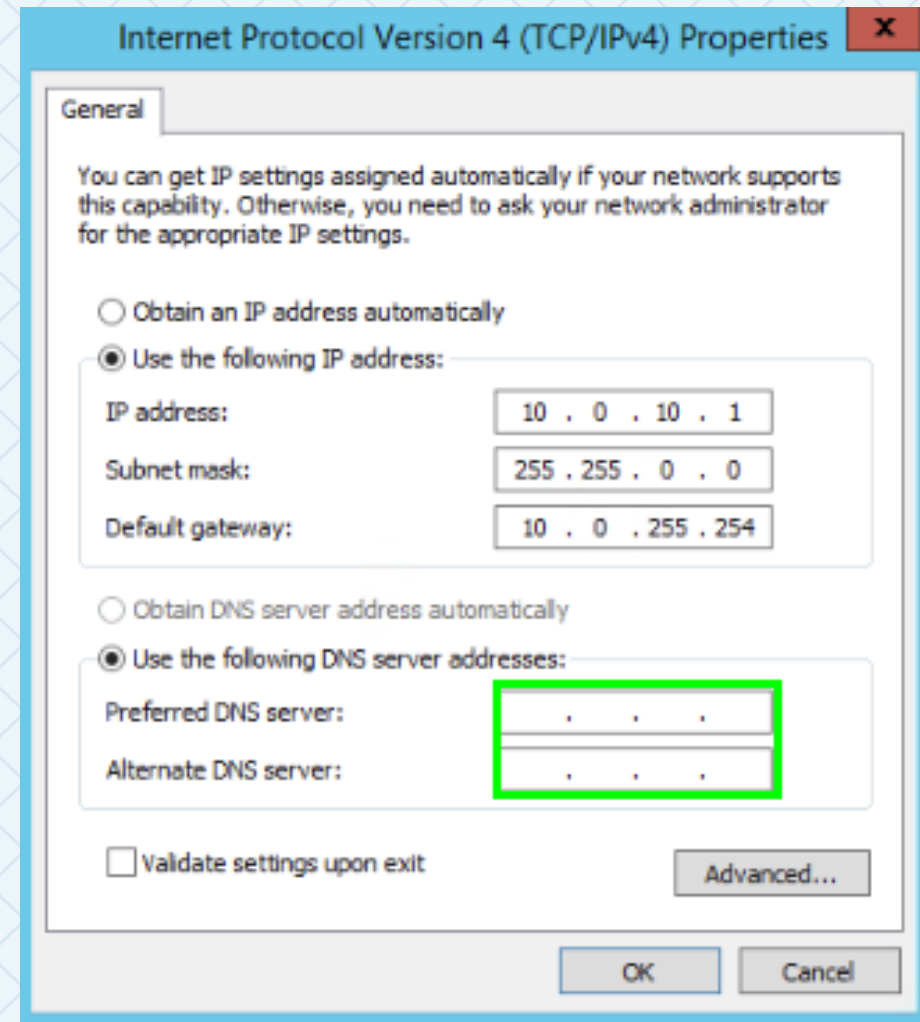 Internet Protocol Version 4 (TCP/IPv4) Properties
x
General
You can get IP settings assigned automatically if your network supports
this capability. Otherwise, you need to ask your network administrator
for the appropriate IP settings.
Obtain an IP address automatically
Use the following IP address:
IP address: 10 . 0 . 10 . 1
Subnet mask: 255 . 255 . 0 . 0
Default gateway: 10 . 0 . 255 . 254
Obtain DNS server address automatically
Use the following DNS server addresses:
Preferred DNS server: . . .
Alternate DNS server: . . .
Validate settings upon exit
Advanced...
OK Cancel